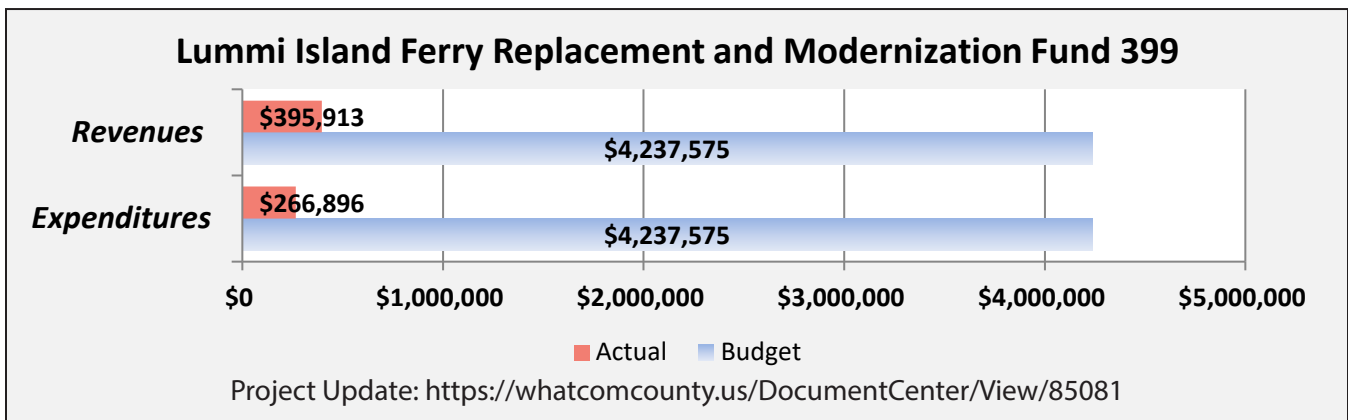 Lummi Island Ferry Replacement and Modernization Fund 399
Revenues
$395,913
$4,237,575
Expenditures
$266,896
$4,237,575
$0 $1,000,000 $2,000,000 $3,000,000 $4,000,000 $5,000,000
Actual Budget
Project Update: https://whatcomcounty.us/DocumentCenter/View/85081